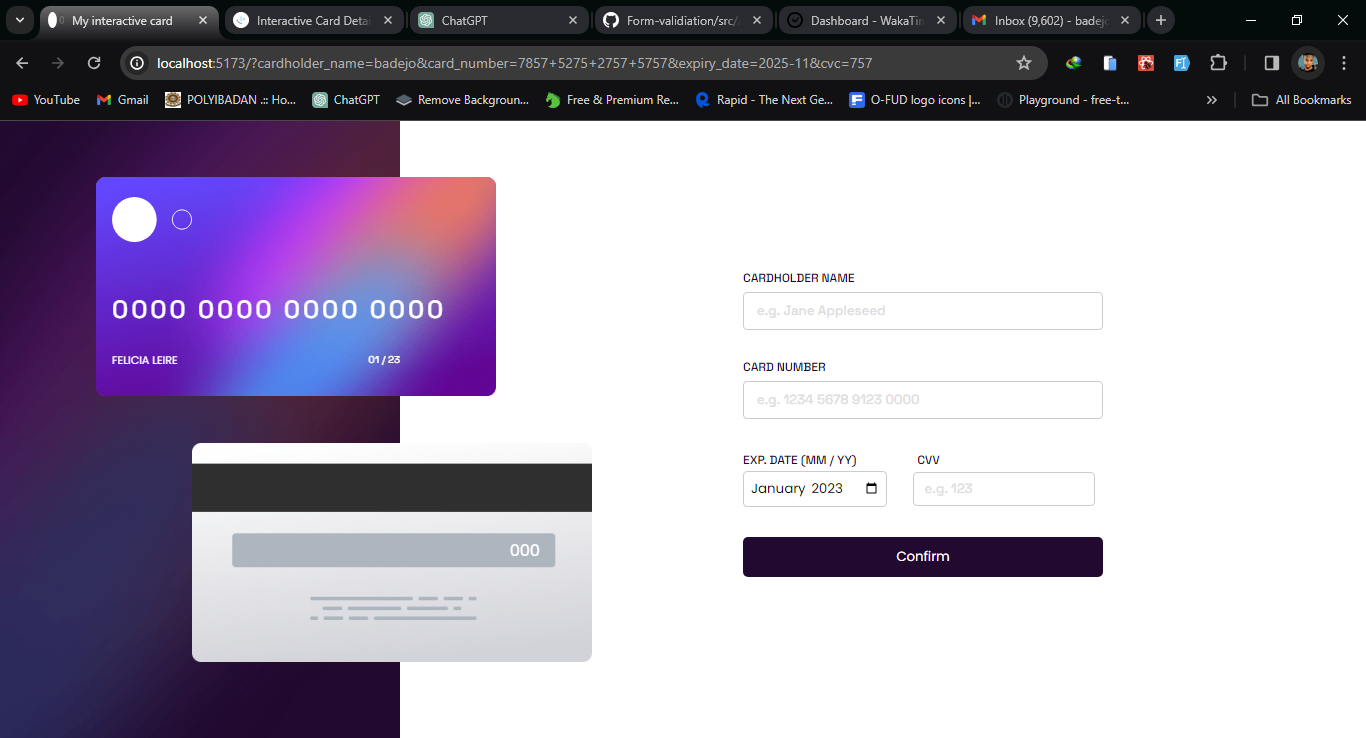 My interactive card
Interactive Card Detai
ChatGPT
Form-validiation/src/
Dashboard - WakaTin
Inbox (9,602) - badejo
localhost:5173/?cardholder_name=badejo&card_number=7857+5275+2757+5757&expiry_date=2025-11&cvc=757
YouTube
Gmail
POLYIBADAN .:: Ho...
ChatGPT
Remove Backgroun...
Free & Premium Re...
Rapid - The Next Ge...
O-FUD logo icons |...
Playground - free-t...
All Bookmarks
0000 0000 0000 0000
FELICIA LEIRE
01 / 23
000
CARDHOLDER NAME
e.g. Jane Appleseed
CARD NUMBER
e.g. 1234 5678 9123 0000
EXP. DATE (MM / YY)
CVV
January 2023
e.g. 123
Confirm